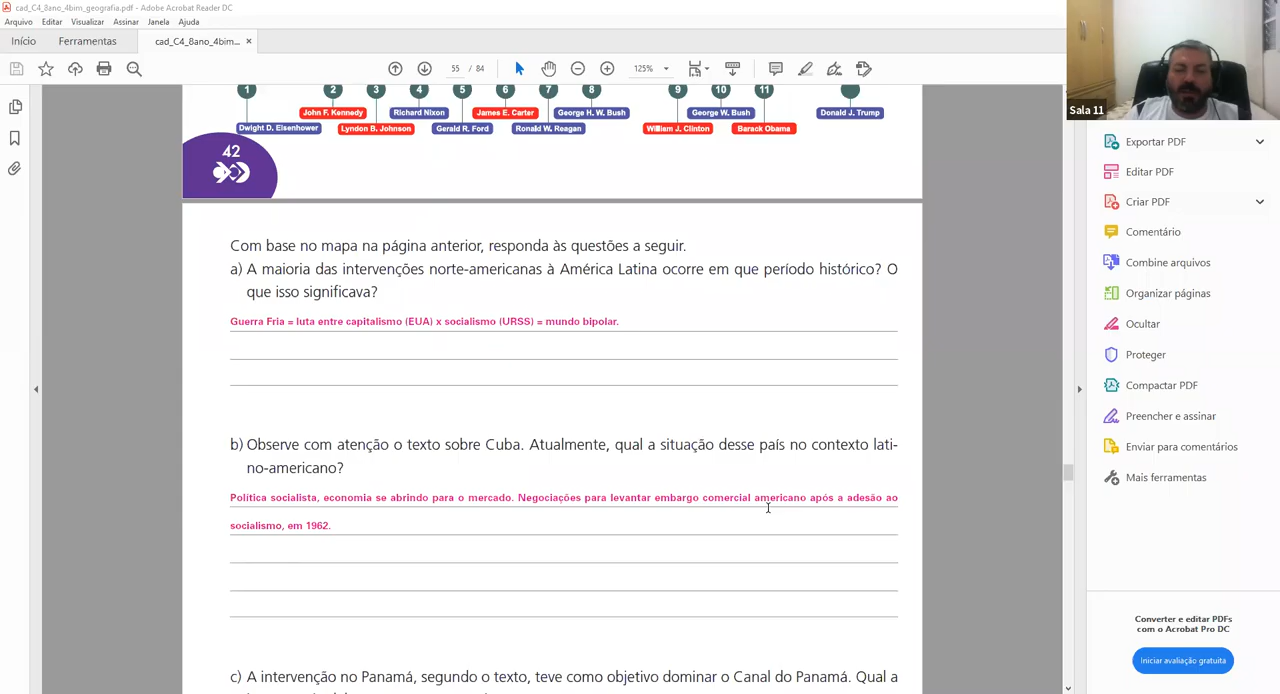 cad_C4_8ano_4bim_geografia.pdf - Adobe Acrobat Reader DC
Arquivo Editar Visualizar Assinar Janela Ajuda
Início Ferramentas cad_C4_8ano_4bim... ×
55 / 84 125%
Sala 11
1 2 3 4 5 6 7 8 9 10 11
John F. Kennedy Richard Nixon James E. Carter George H. W. Bush George W. Bush Donald J. Trump
Dwight D. Eisenhower Lyndon B. Johnson Gerald R. Ford Ronald W. Reagan William J. Clinton Barack Obama
42
Com base no mapa na página anterior, responda às questões a seguir.
a) A maioria das intervenções norte-americanas à América Latina ocorre em que período histórico? O
que isso significava?
Guerra Fria = luta entre capitalismo (EUA) x socialismo (URSS) = mundo bipolar.
b) Observe com atenção o texto sobre Cuba. Atualmente, qual a situação desse país no contexto lati-
no-americano?
Política socialista, economia se abrindo para o mercado. Negociações para levantar embargo comercial americano após a adesão ao
socialismo, em 1962.
c) A intervenção no Panamá, segundo o texto, teve como objetivo dominar o Canal do Panamá. Qual a
Exportar PDF
Editar PDF
Criar PDF
Comentário
Combine arquivos
Organizar páginas
Ocultar
Proteger
Compactar PDF
Preencher e assinar
Enviar para comentários
Mais ferramentas
Converter e editar PDFs
com o Acrobat Pro DC
Iniciar avaliação gratuita